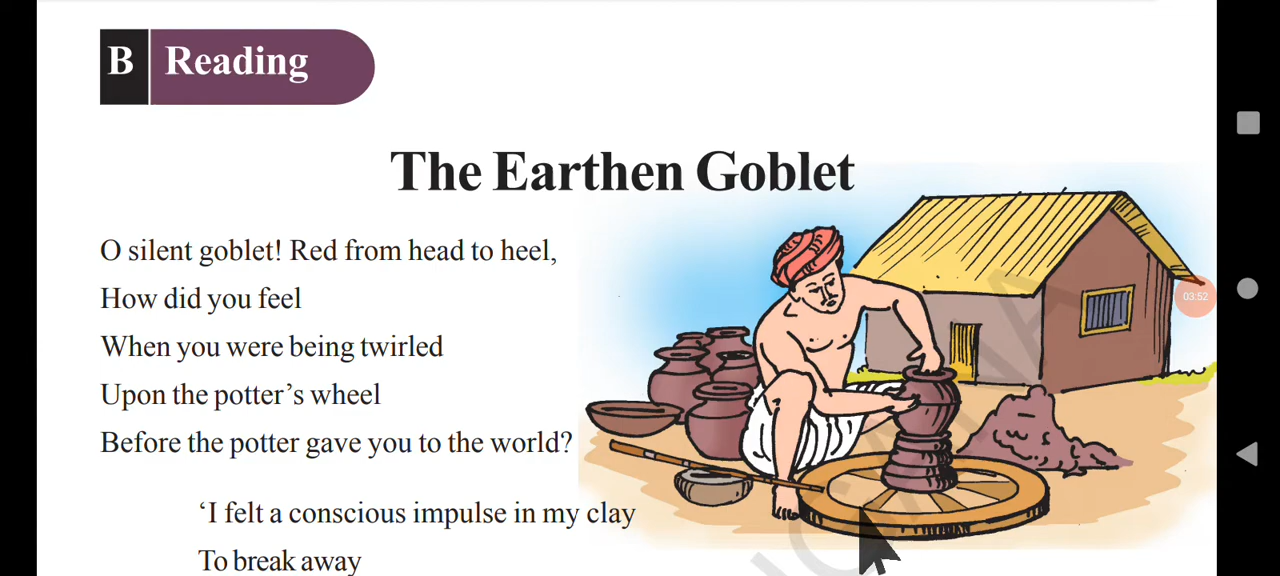 B Reading
The Earthen Goblet
O silent goblet! Red from head to heel,
How did you feel
When you were being twirled
Upon the potter’s wheel
Before the potter gave you to the world?
‘I felt a conscious impulse in my clay
To break away
03:52